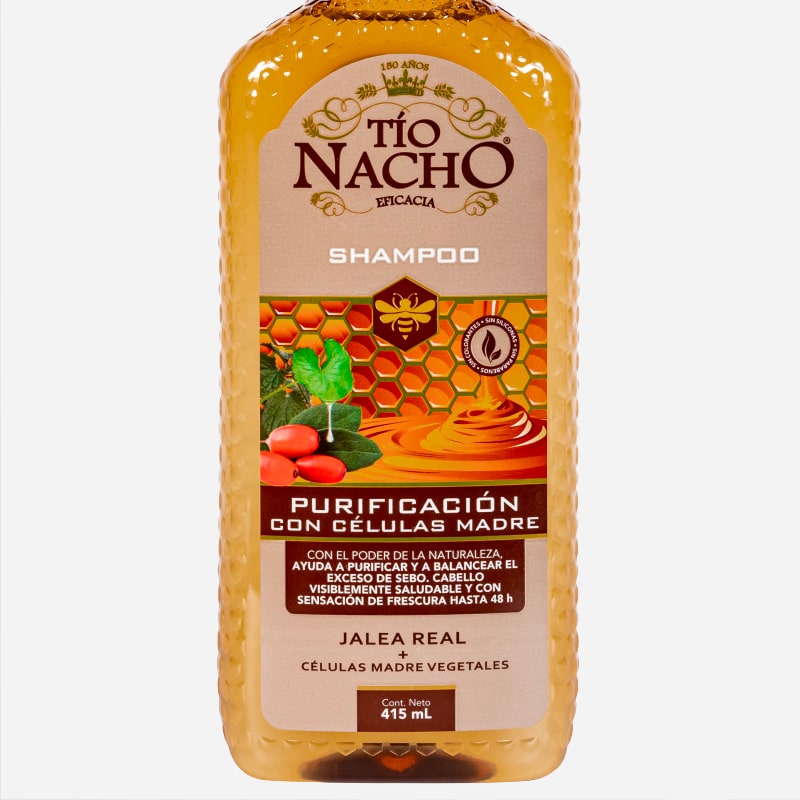 150 AÑOS
TÍO
NACHO®
EFICACIA
SHAMPOO
SIN COLORANTES • SIN SILICONAS • SIN PARABENOS •
PURIFICACIÓN
CON CÉLULAS MADRE
CON EL PODER DE LA NATURALEZA,
AYUDA A PURIFICAR Y A BALANCEAR EL
EXCESO DE SEBO. CABELLO
VISIBLEMENTE SALUDABLE Y CON
SENSACIÓN DE FRESCURA HASTA 48 h
JALEA REAL
+
CÉLULAS MADRE VEGETALES
Cont. Neto
415 mL